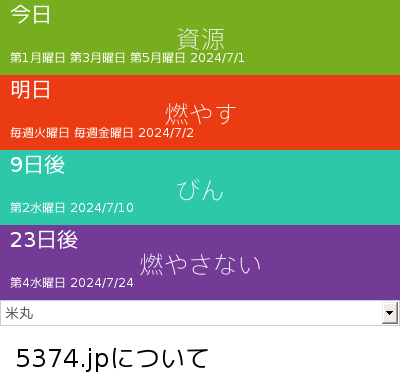 今日
資源
第1月曜日 第3月曜日 第5月曜日 2024/7/1
明日
燃やす
毎週火曜日 毎週金曜日 2024/7/2
9日後
びん
第2水曜日 2024/7/10
23日後
燃やさない
第4水曜日 2024/7/24
米丸
5374.jpについて